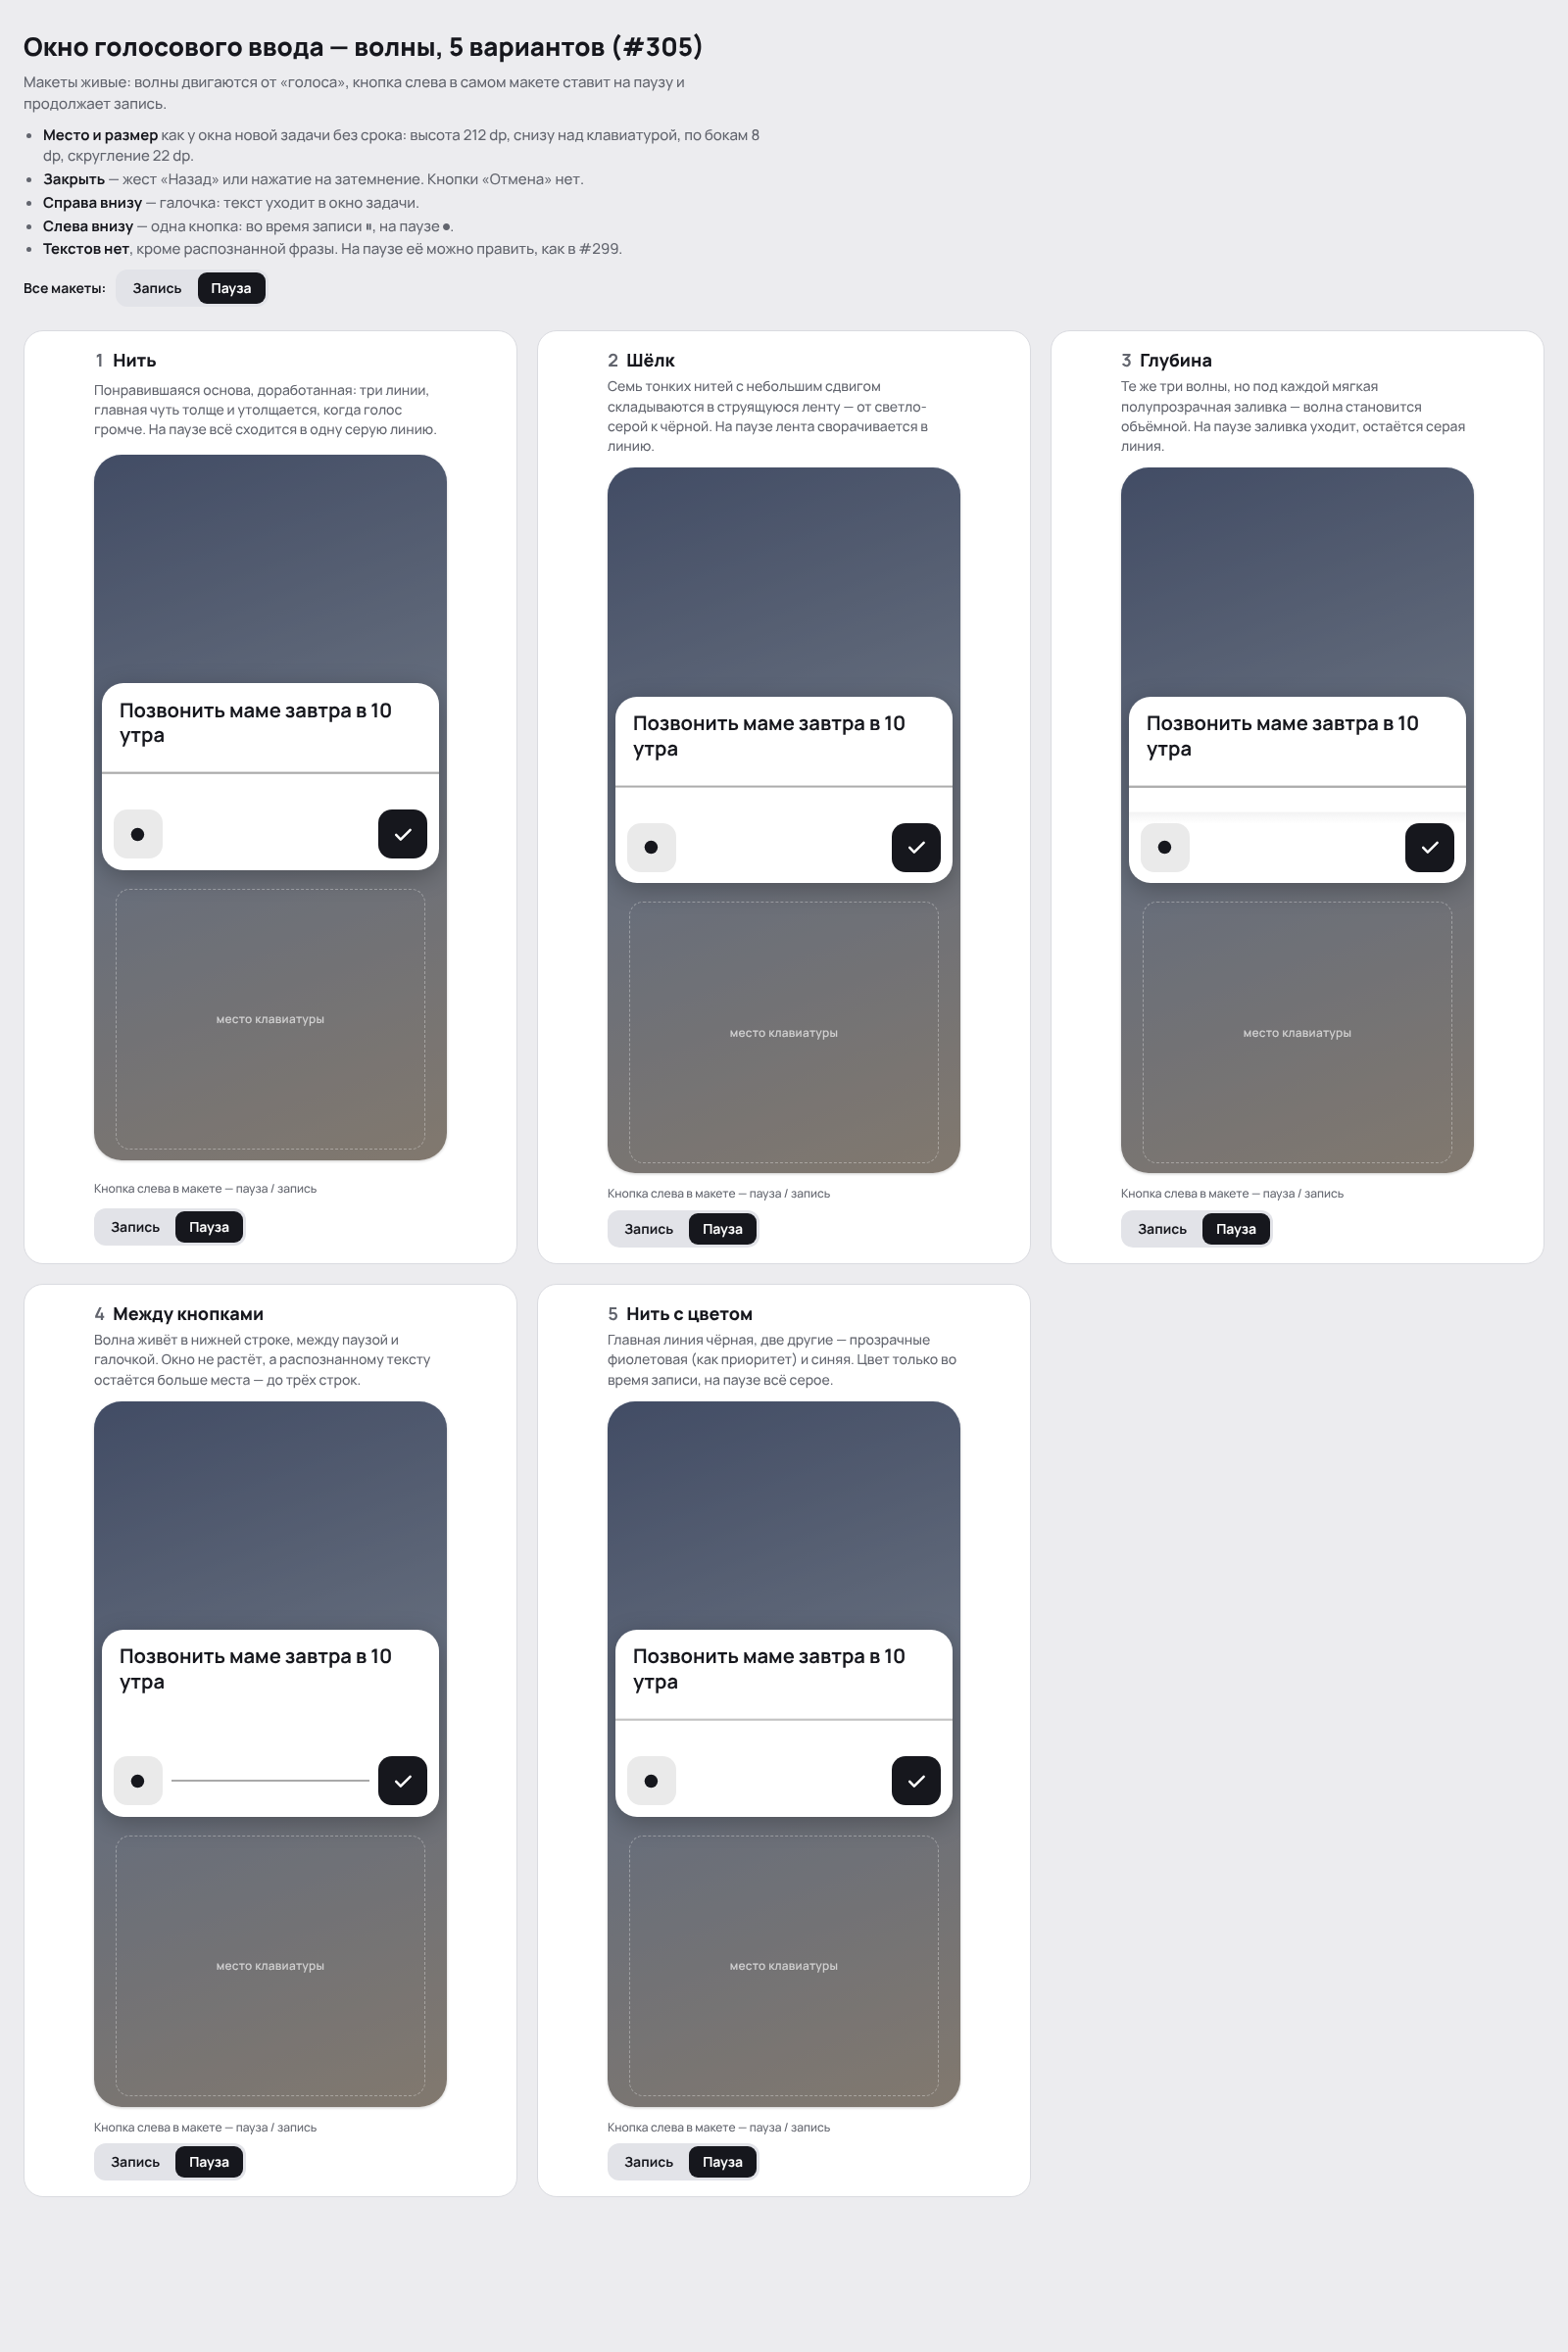 Окно голосового ввода — волны, 5 вариантов (#305)
Макеты живые: волны двигаются от «голоса», кнопка слева в самом макете ставит на паузу и
продолжает запись.
• Место и размер как у окна новой задачи без срока: высота 212 dp, снизу над клавиатурой, по бокам 8
dp, скругление 22 dp.
• Закрыть — жест «Назад» или нажатие на затемнение. Кнопки «Отмена» нет.
• Справа внизу — галочка: текст уходит в окно задачи.
• Слева внизу — одна кнопка: во время записи ⏸, на паузе ●.
• Текстов нет, кроме распознанной фразы. На паузе её можно править, как в #299.
Все макеты: Запись Пауза
1 Нить
Понравившаяся основа, доработанная: три линии,
главная чуть толще и утолщается, когда голос
громче. На паузе всё сходится в одну серую линию.
Позвонить маме завтра в 10
утра
место клавиатуры
Кнопка слева в макете — пауза / запись
Запись Пауза
2 Шёлк
Семь тонких нитей с небольшим сдвигом
складываются в струящуюся ленту — от светло-
серой к чёрной. На паузе лента сворачивается в
линию.
Позвонить маме завтра в 10
утра
место клавиатуры
Кнопка слева в макете — пауза / запись
Запись Пауза
3 Глубина
Те же три волны, но под каждой мягкая
полупрозрачная заливка — волна становится
объёмной. На паузе заливка уходит, остаётся серая
линия.
Позвонить маме завтра в 10
утра
место клавиатуры
Кнопка слева в макете — пауза / запись
Запись Пауза
4 Между кнопками
Волна живёт в нижней строке, между паузой и
галочкой. Окно не растёт, а распознанному тексту
остаётся больше места — до трёх строк.
Позвонить маме завтра в 10
утра
место клавиатуры
Кнопка слева в макете — пауза / запись
Запись Пауза
5 Нить с цветом
Главная линия чёрная, две другие — прозрачные
фиолетовая (как приоритет) и синяя. Цвет только во
время записи, на паузе всё серое.
Позвонить маме завтра в 10
утра
место клавиатуры
Кнопка слева в макете — пауза / запись
Запись Пауза